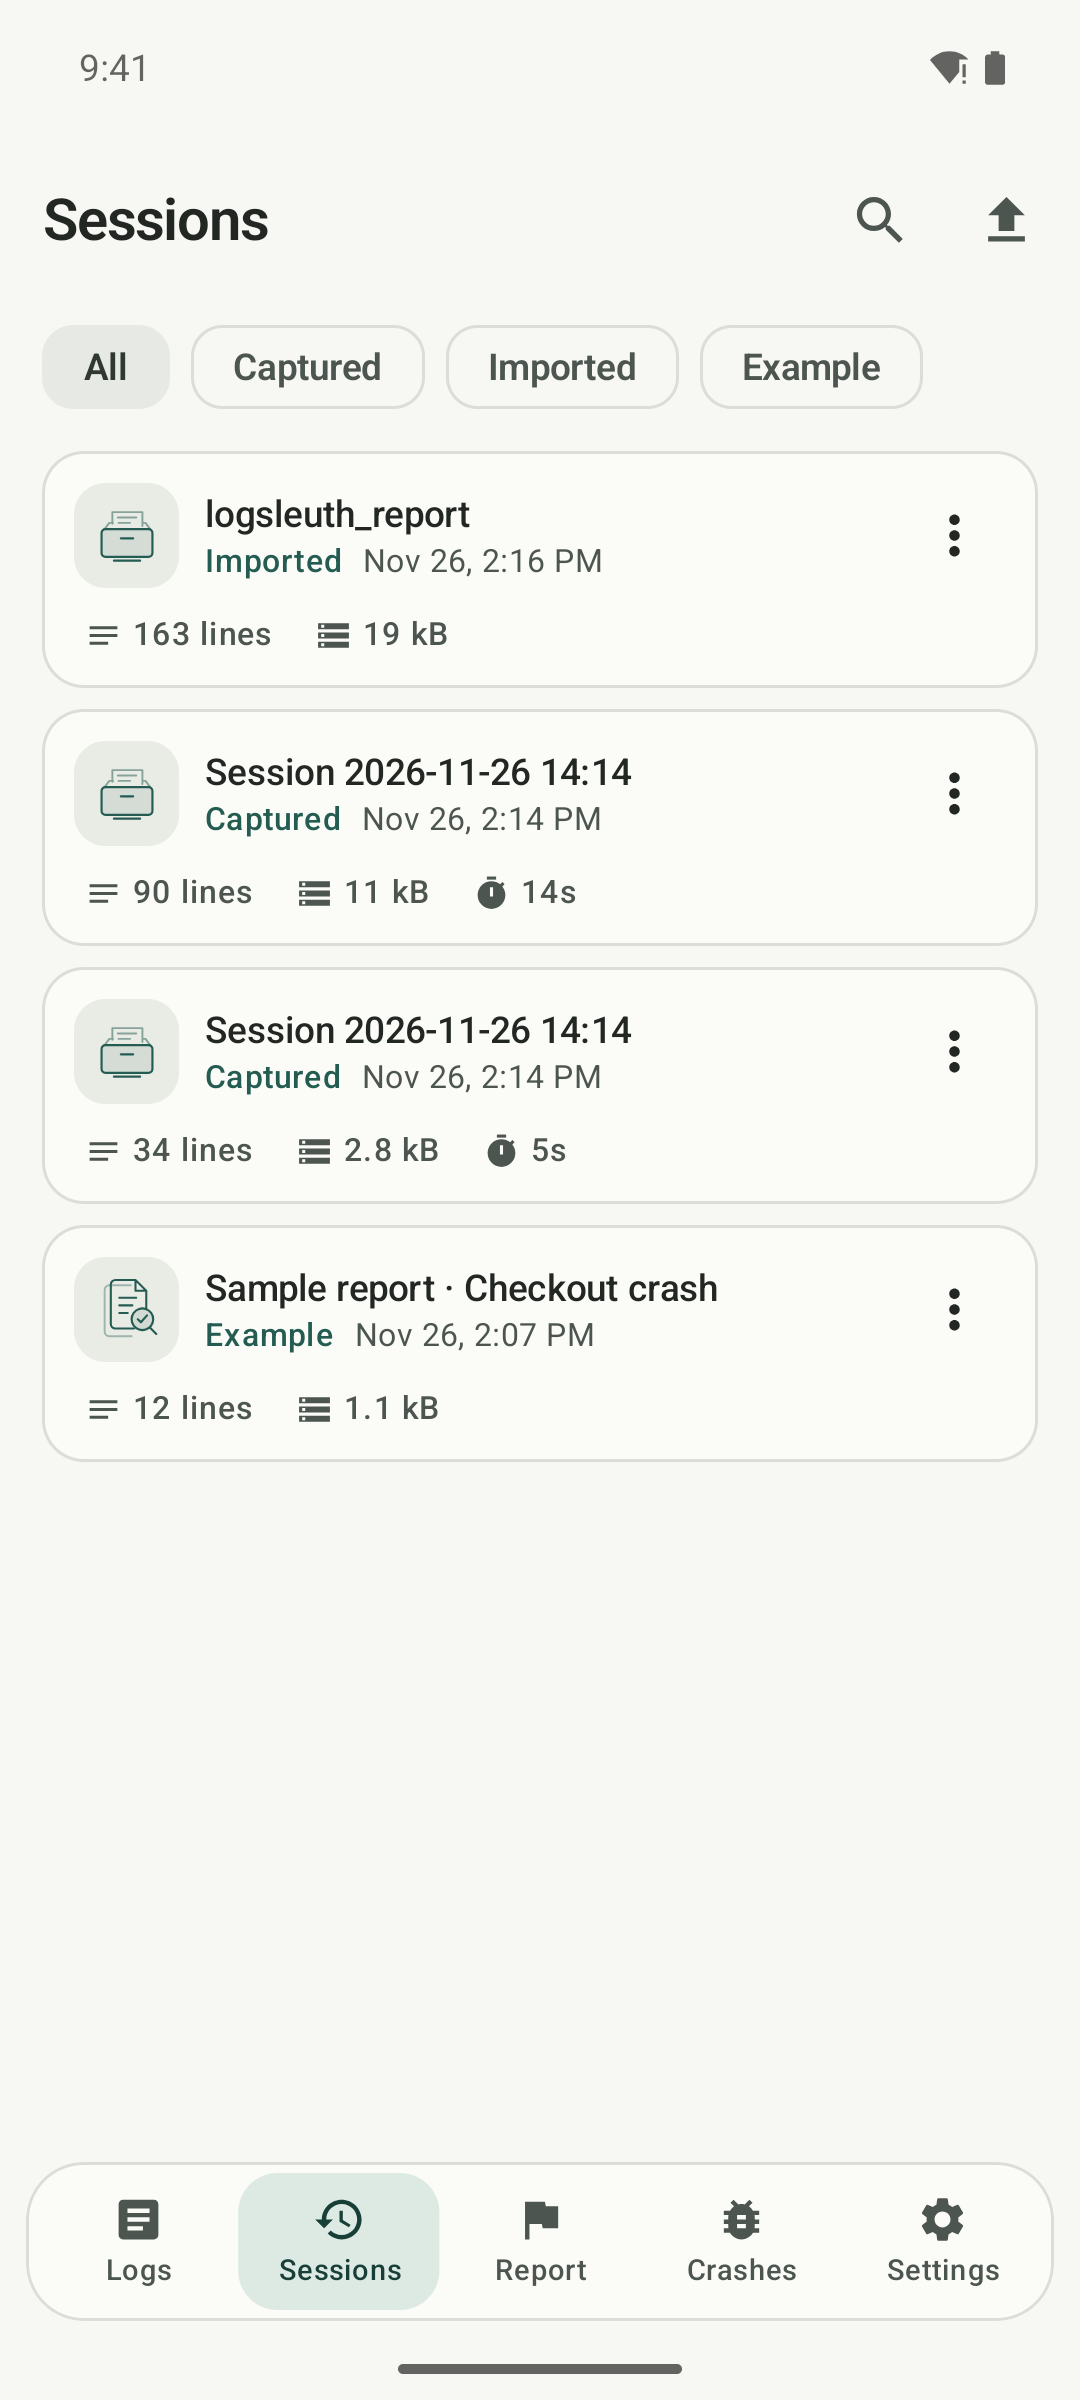 9:41
Sessions
All
Captured
Imported
Example
logsleuth_report
Imported Nov 26, 2:16 PM
163 lines 19 kB
Session 2026-11-26 14:14
Captured Nov 26, 2:14 PM
90 lines 11 kB 14s
Session 2026-11-26 14:14
Captured Nov 26, 2:14 PM
34 lines 2.8 kB 5s
Sample report · Checkout crash
Example Nov 26, 2:07 PM
12 lines 1.1 kB
Logs
Sessions
Report
Crashes
Settings